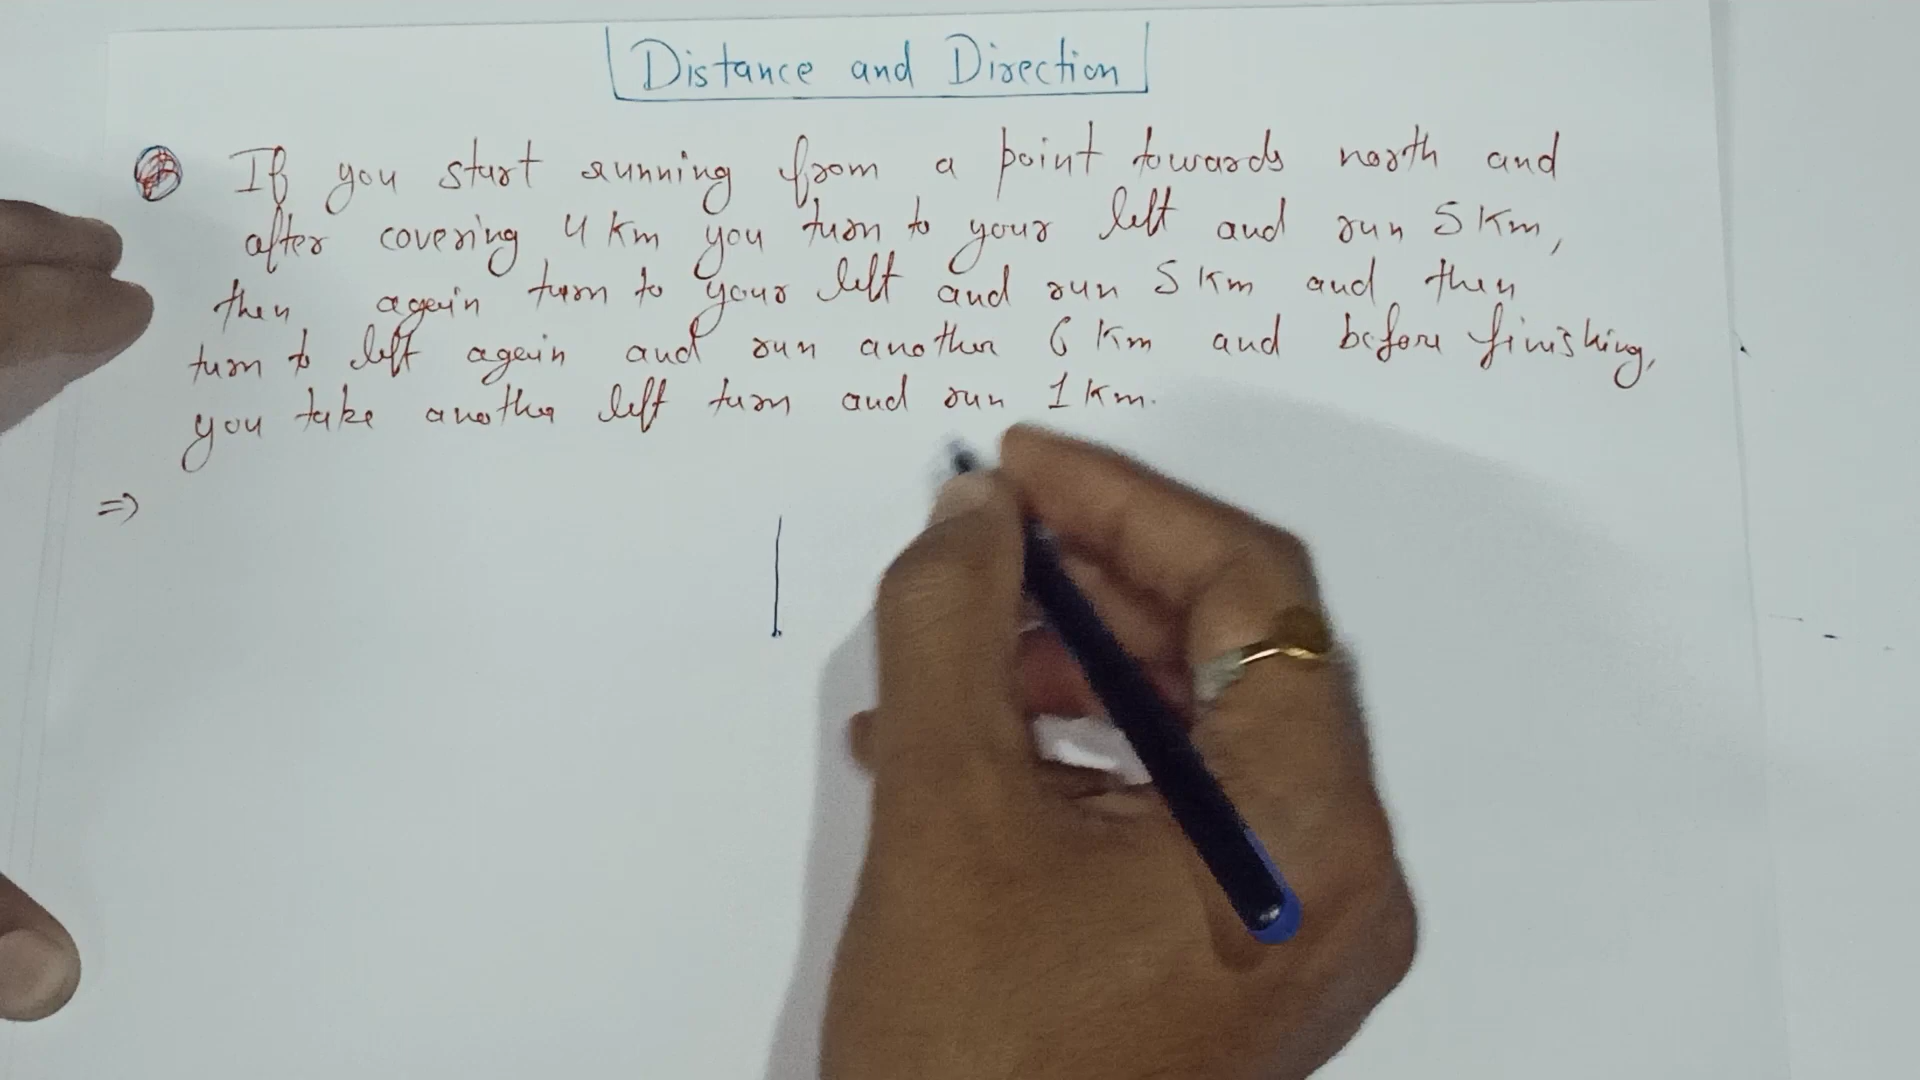 Distance and Direction
If you start running from a point towards north and
after covering 4 Km you turn to your left and run 5 Km,
then again turn to your left and run 5 Km and then
turn to left again and run another 6 Km and before finishing,
you take another left turn and run 1 Km.
⇒